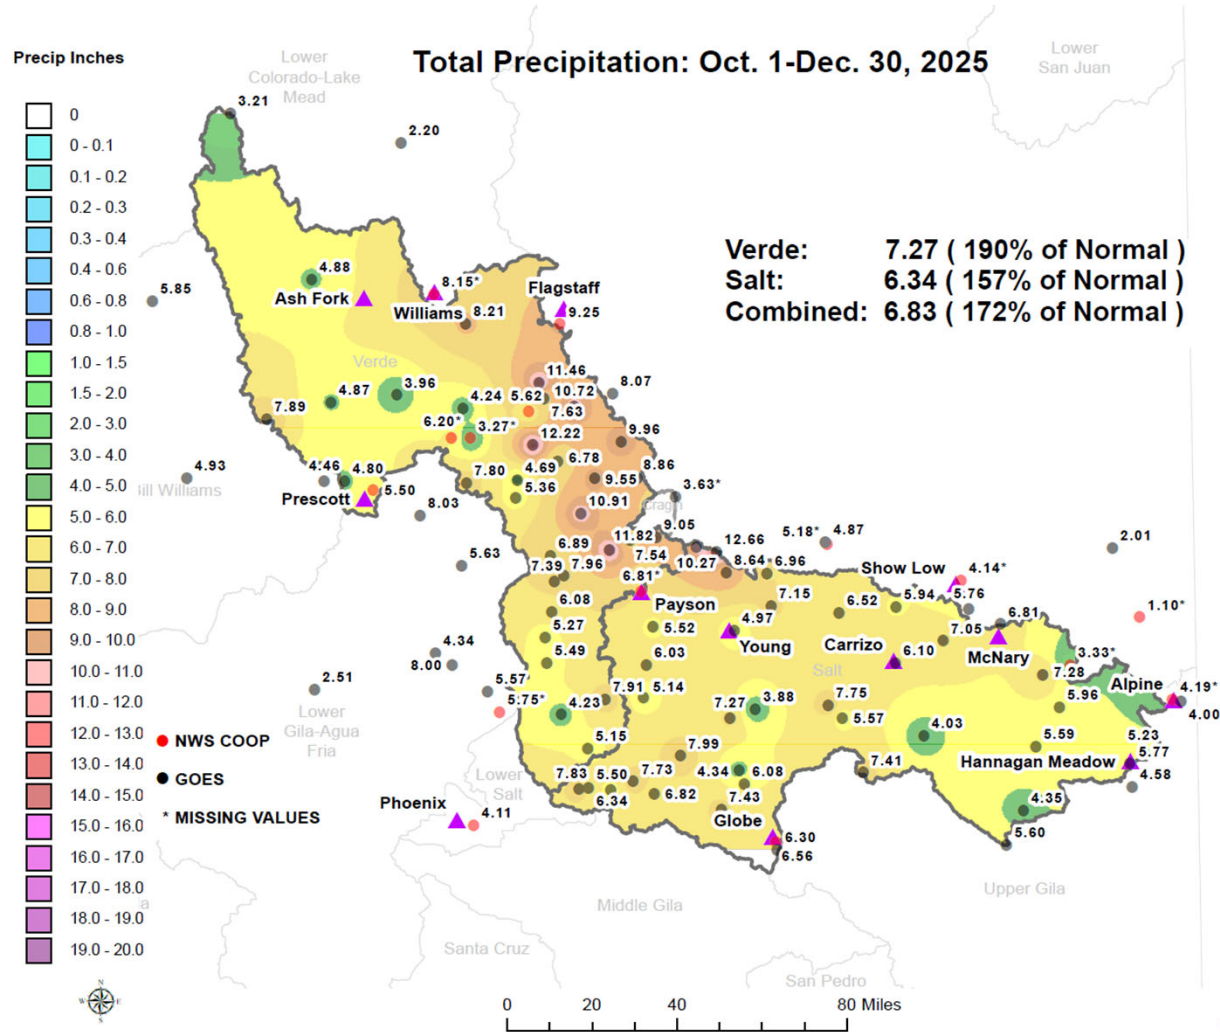 Total Precipitation: Oct. 1-Dec. 30, 2025
Precip Inches
0
0 - 0.1
0.1 - 0.2
0.2 - 0.3
0.3 - 0.4
0.4 - 0.6
0.6 - 0.8
0.8 - 1.0
1.0 - 1.5
1.5 - 2.0
2.0 - 3.0
3.0 - 4.0
4.0 - 5.0
5.0 - 6.0
6.0 - 7.0
7.0 - 8.0
8.0 - 9.0
9.0 - 10.0
10.0 - 11.0
11.0 - 12.0
12.0 - 13.0
13.0 - 14.0
14.0 - 15.0
15.0 - 16.0
16.0 - 17.0
17.0 - 18.0
18.0 - 19.0
19.0 - 20.0
Verde: 7.27 ( 190% of Normal )
Salt: 6.34 ( 157% of Normal )
Combined: 6.83 ( 172% of Normal )
Lower
Colorado-Lake
Mead
Lower
San Juan
3.21
2.20
4.88
5.85
Ash Fork
8.15*
Williams
8.21
Flagstaff
9.25
Verde
11.46
8.07
3.96
4.87
4.24
5.62
10.72
7.63
7.89
6.20*
3.27*
12.22
9.96
6.78
4.46
4.80
4.93
7.80
4.69
5.36
9.55
8.86
3.63*
Prescott
5.50
8.03
10.91
Cragin
9.05
11.82
12.66
5.18*
4.87
2.01
5.63
6.89
7.39
7.96
7.54
10.27
8.64*
6.96
6.81*
Show Low
4.14*
5.76
1.10*
Payson
6.08
7.15
6.52
5.94
6.81
5.27
5.52
4.97
Young
Carrizo
6.10
7.05
McNary
3.33*
4.34
8.00
5.49
6.03
Salt
7.28
Alpine
4.19*
4.00
2.51
5.57*
5.75*
7.91
5.14
7.27
3.88
7.75
5.57
5.96
Lower
Gila-Agua
Fria
4.23
4.03
5.15
5.59
5.23
5.77
4.58
Hannagan Meadow
7.99
NWS COOP
GOES
* MISSING VALUES
Lower
Salt
7.83
5.50
6.34
7.73
6.82
4.34
6.08
7.43
7.41
4.35
5.60
Phoenix
4.11
Globe
6.30
6.56
Middle Gila
Upper Gila
Santa Cruz
San Pedro
N
W
E
S
0 20 40 80 Miles